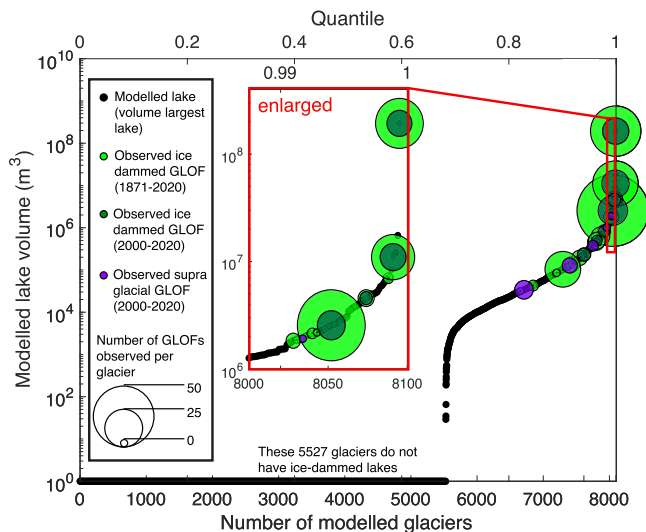 Quantile
0
0.2
0.4
0.6
0.8
1
10^10
10^8
10^6
10^4
10^2
10^0
Modelled lake volume (m^3)
Modelled lake
(volume largest
lake)
Observed ice
dammed GLOF
(1871-2020)
Observed ice
dammed GLOF
(2000-2020)
Observed supra
glacial GLOF
(2000-2020)
Number of GLOFs
observed per
glacier
50
25
0
0.99
1
enlarged
10^8
10^7
10^6
8000
8050
8100
These 5527 glaciers do not
have ice-dammed lakes
0
1000
2000
3000
4000
5000
6000
7000
8000
Number of modelled glaciers